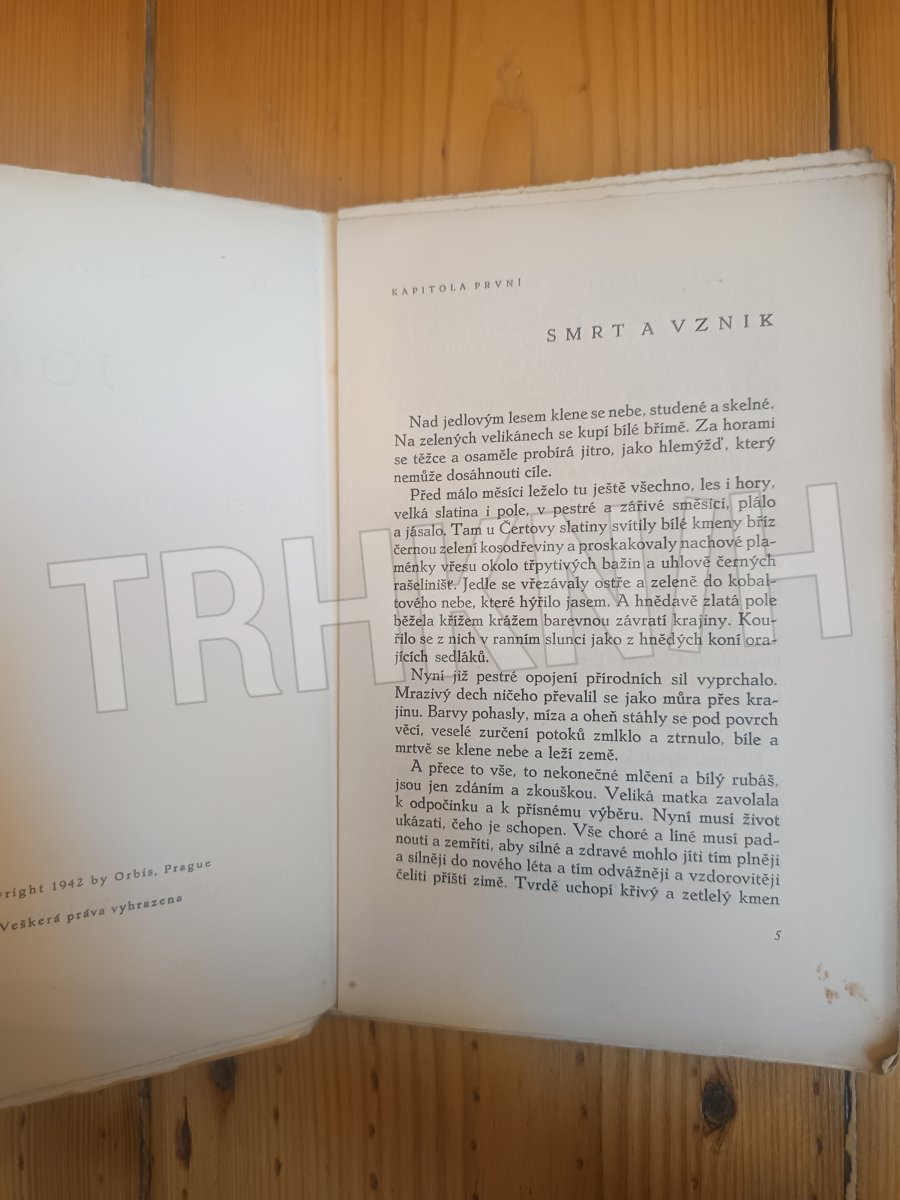 yright 1942 by Orbis, Prague
Veškerá práva vyhrazena
KAPITOLA PRVNÍ
SMRT A VZNIK
Nad jedlovým lesem klene se nebe, studené a skelné.
Na zelených velikánech se kupí bílé břímě. Za horami
se těžce a osaměle probírá jitro, jako hlemýžď, který
nemůže dosáhnouti cíle.
Před málo měsíci leželo tu ještě všechno, les i hory,
velká slatina i pole, v pestré a zářivé směsici, plálo
a jásalo. Tam u Čertovy slatiny svítily bílé kmeny bříz
černou zelení kosodřeviny a proskakovaly nachové pla-
ménky vřesu okolo třpytivých bažin a uhlově černých
rašelinišť. Jedle se vřezávaly ostře a zeleně do kobal-
tového nebe, které hýřilo jasem. A hnědavě zlatá pole
běžela křížem krážem barevnou závratí krajiny. Kou-
řilo se z nich v ranním slunci jako z hnědých koní ora-
jících sedláků.
Nyní již pestré opojení přírodních sil vyprchalo.
Mrazivý dech ničeho převalil se jako můra přes kra-
jinu. Barvy pohasly, míza a oheň stáhly se pod povrch
věcí, veselé zurčení potoků zmlklo a ztrnulo, bíle a
mrtvě se klene nebe a leží země.
A přece to vše, to nekonečné mlčení a bílý rubáš,
jsou jen zdáním a zkouškou. Veliká matka zavolala
k odpočinku a k přísnému výběru. Nyní musí život
ukázati, čeho je schopen. Vše choré a líné musí pad-
nouti a zemříti, aby silné a zdravé mohlo jíti tím plněji
a silněji do nového léta a tím odvážněji a vzdorovitěji
čeliti příští zimě. Tvrdě uchopí křivý a zetlelý kmen
5
TRHKNIH